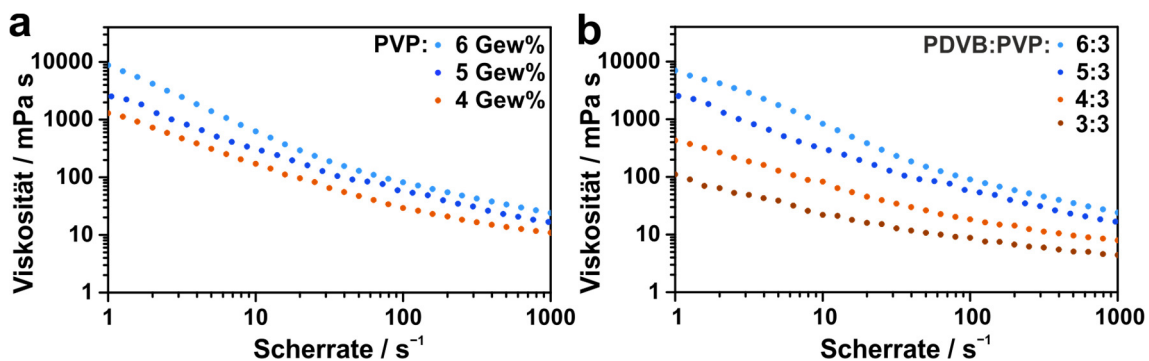 a
PVP: 6 Gew%
5 Gew%
4 Gew%
10000
1000
100
10
1
Viskosität / mPa s
1 10 100 1000
Scherrate / s⁻¹
b
PDVB:PVP: 6:3
5:3
4:3
3:3
10000
1000
100
10
1
Viskosität / mPa s
1 10 100 1000
Scherrate / s⁻¹